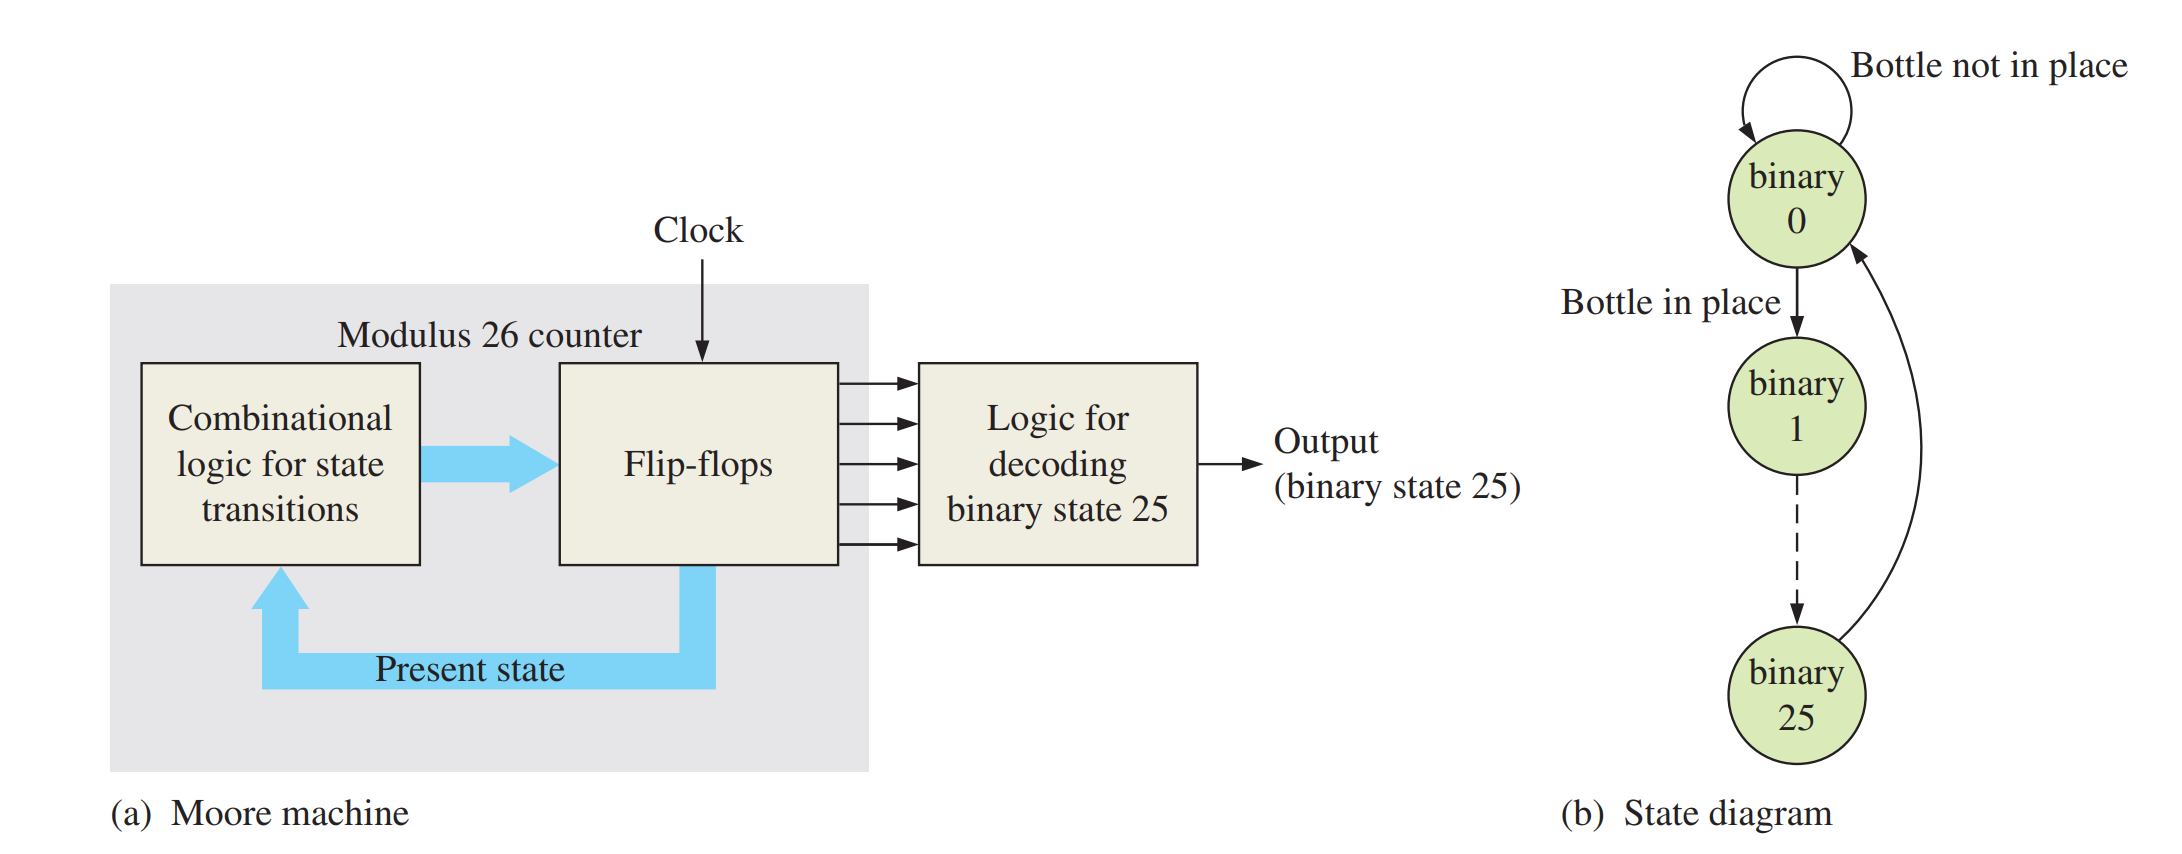 Bottle not in place
binary
0
Clock
Bottle in place
Modulus 26 counter
Combinational
logic for state
transitions
Flip-flops
Logic for
decoding
binary state 25
Output
(binary state 25)
binary
1
Present state
binary
25
(a) Moore machine
(b) State diagram